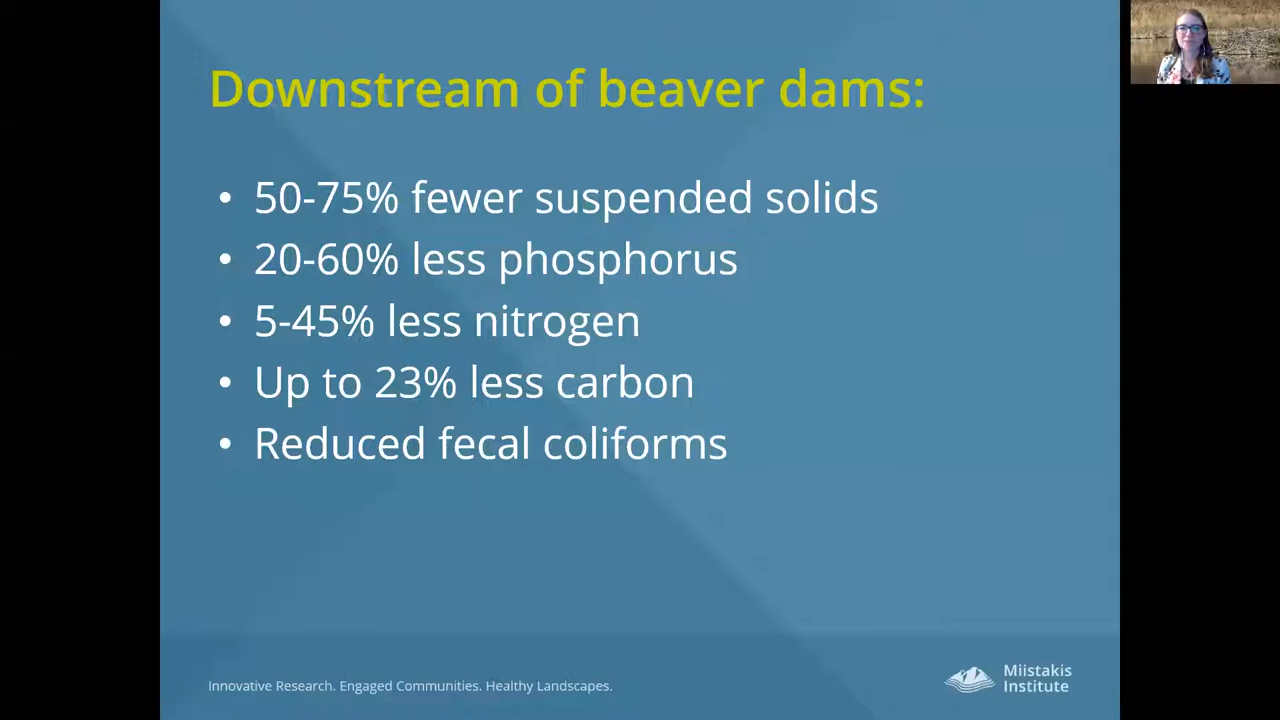 Downstream of beaver dams:
• 50-75% fewer suspended solids
• 20-60% less phosphorus
• 5-45% less nitrogen
• Up to 23% less carbon
• Reduced fecal coliforms
Innovative Research. Engaged Communities. Healthy Landscapes.
Miistakis
Institute